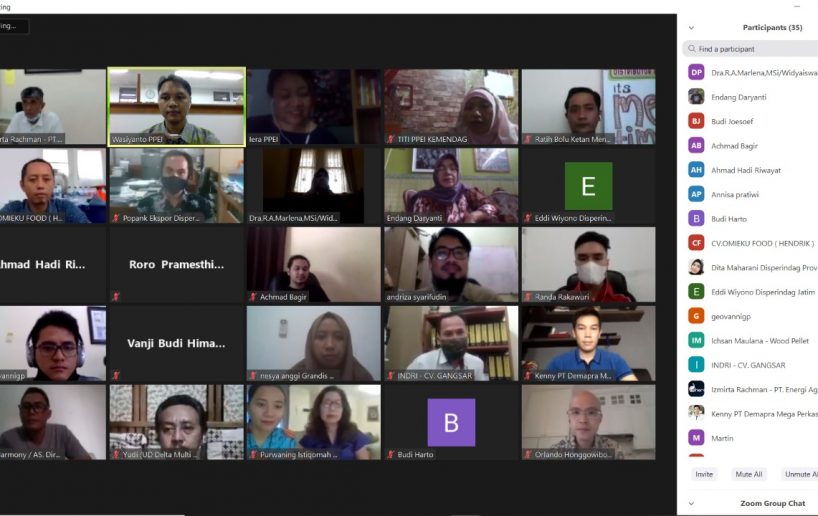 ting
ing...
rta Rachman - PT ...
Wasiyanto PPEI
Iera PPEI
TITI PPEI KEMENDAG
Ratih Bolu Ketan Men...
OMIEKU FOOD ( H...
Popank Ekspor Disper...
Dra.R.A.Marlena,MSi/Wid...
Endang Daryanti
E
Eddi Wiyono Disperin...
hmad Hadi Ri...
Roro Pramesthi...
Achmad Bagir
andriza syarifudin
Randa Rakawuri
ovannigp
Vanji Budi Hima...
nesya anggi Grandis ...
INDRI - CV. GANGSAR
Kenny PT Demapra M...
armony / AS. Dir...
Yudi /UD Delta Multi ...
Purwaning Istiqomah ...
B
Budi Harto
Orlando Honggowibo...
Participants (35)
Find a participant
DP Dra.R.A.Marlena,MSi/Widyaiswa
Endang Daryanti
BJ Budi Joesoef
AB Achmad Bagir
AH Ahmad Hadi Riwayat
AP Annisa pratiwi
B Budi Harto
CF CV.OMIEKU FOOD ( HENDRIK )
Dita Maharani Disperindag Prov
E Eddi Wiyono Disperindag Jatim
G geovannigp
IM Ichsan Maulana - Wood Pellet
I INDRI - CV. GANGSAR
Izmirta Rachman - PT. Energi Ag
Kenny PT Demapra Mega Perkas
M Martin
Invite
Mute All
Unmute Al
Zoom Group Chat